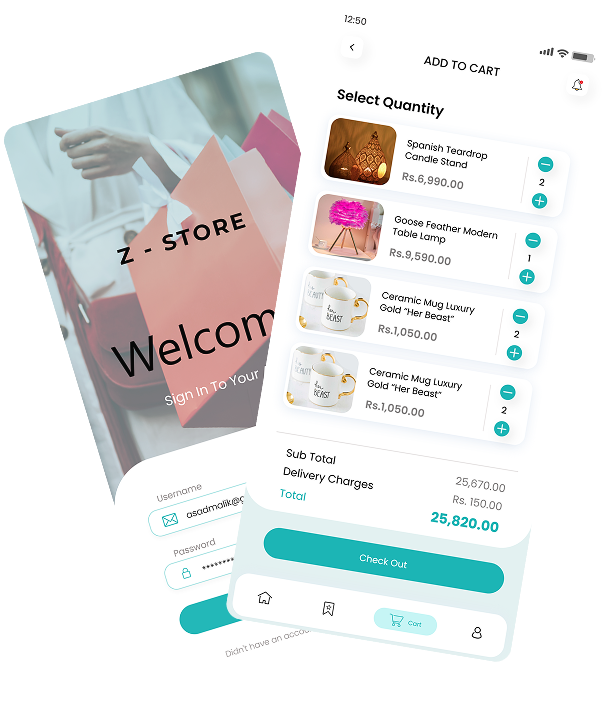 12:50
ADD TO CART
Select Quantity
Spanish Teardrop
Candle Stand
Rs.6,990.00
2
Goose Feather Modern
Table Lamp
Rs.9,590.00
1
Ceramic Mug Luxury
Gold “Her Beast”
Rs.1,050.00
2
Ceramic Mug Luxury
Gold “Her Beast”
Rs.1,050.00
2
Sub Total 25,670.00
Delivery Charges Rs. 150.00
Total 25,820.00
Check Out
Cart
Z - STORE
Welcom
Sign In To Your
Username
asadmalik@g
Password
********
Didn't have an accou